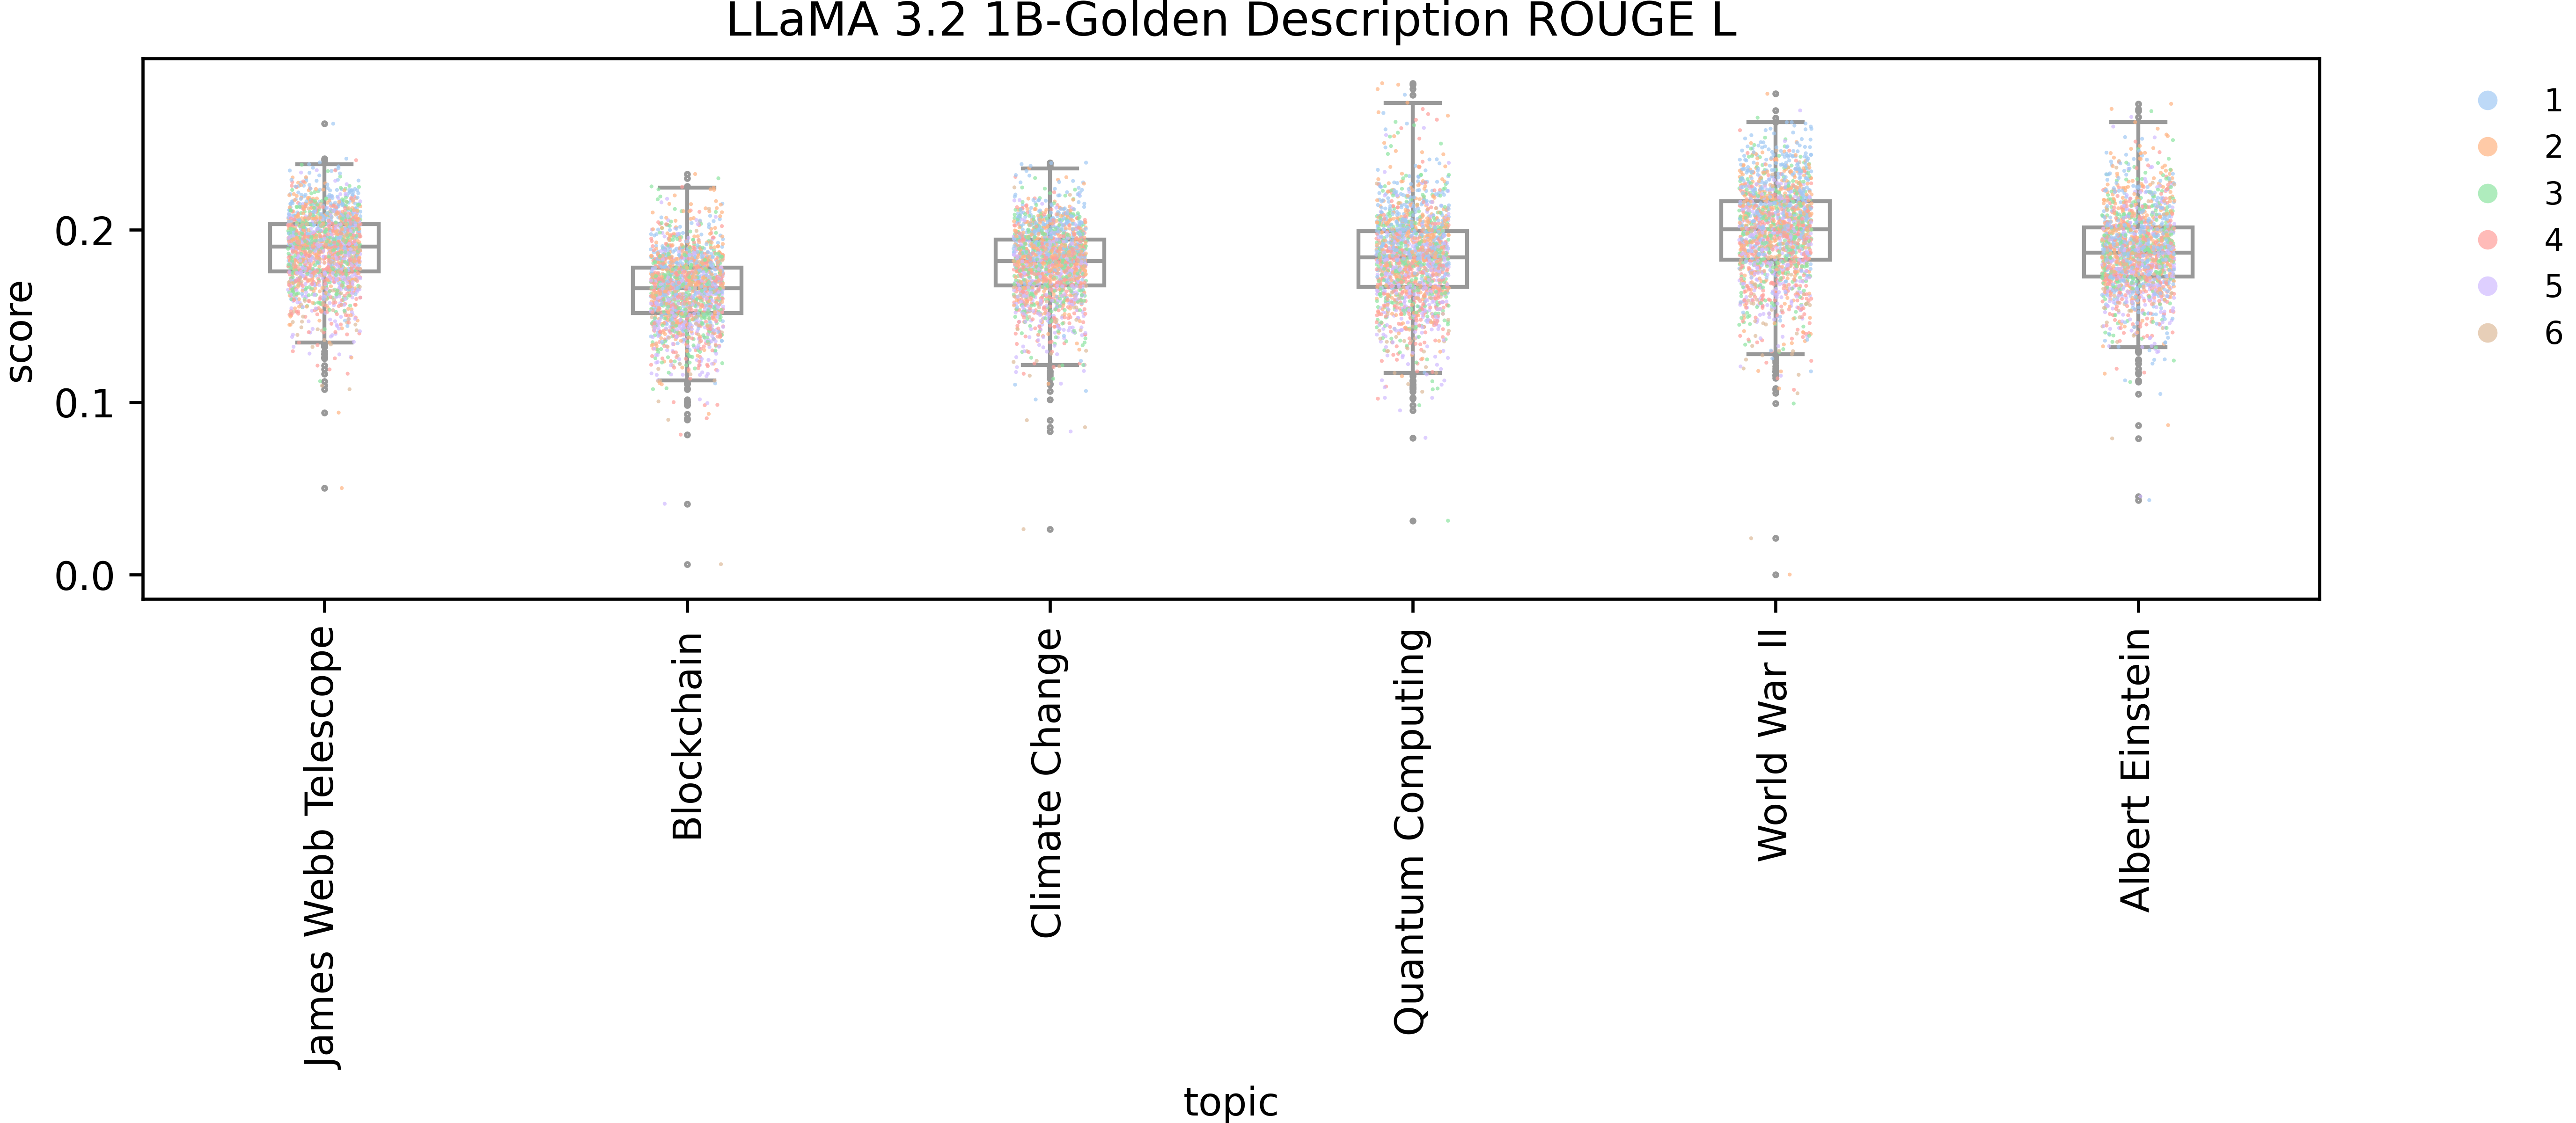 LLaMA 3.2 1B-Golden Description ROUGE L
score
0.2
0.1
0.0
James Webb Telescope
Blockchain
Climate Change
Quantum Computing
World War II
Albert Einstein
topic
1
2
3
4
5
6